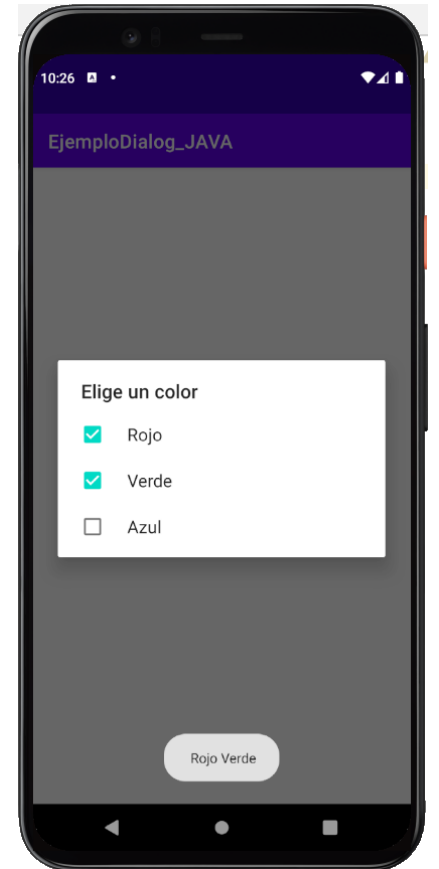 10:26
EjemploDialog_JAVA
Elige un color
Rojo
Verde
Azul
Rojo Verde